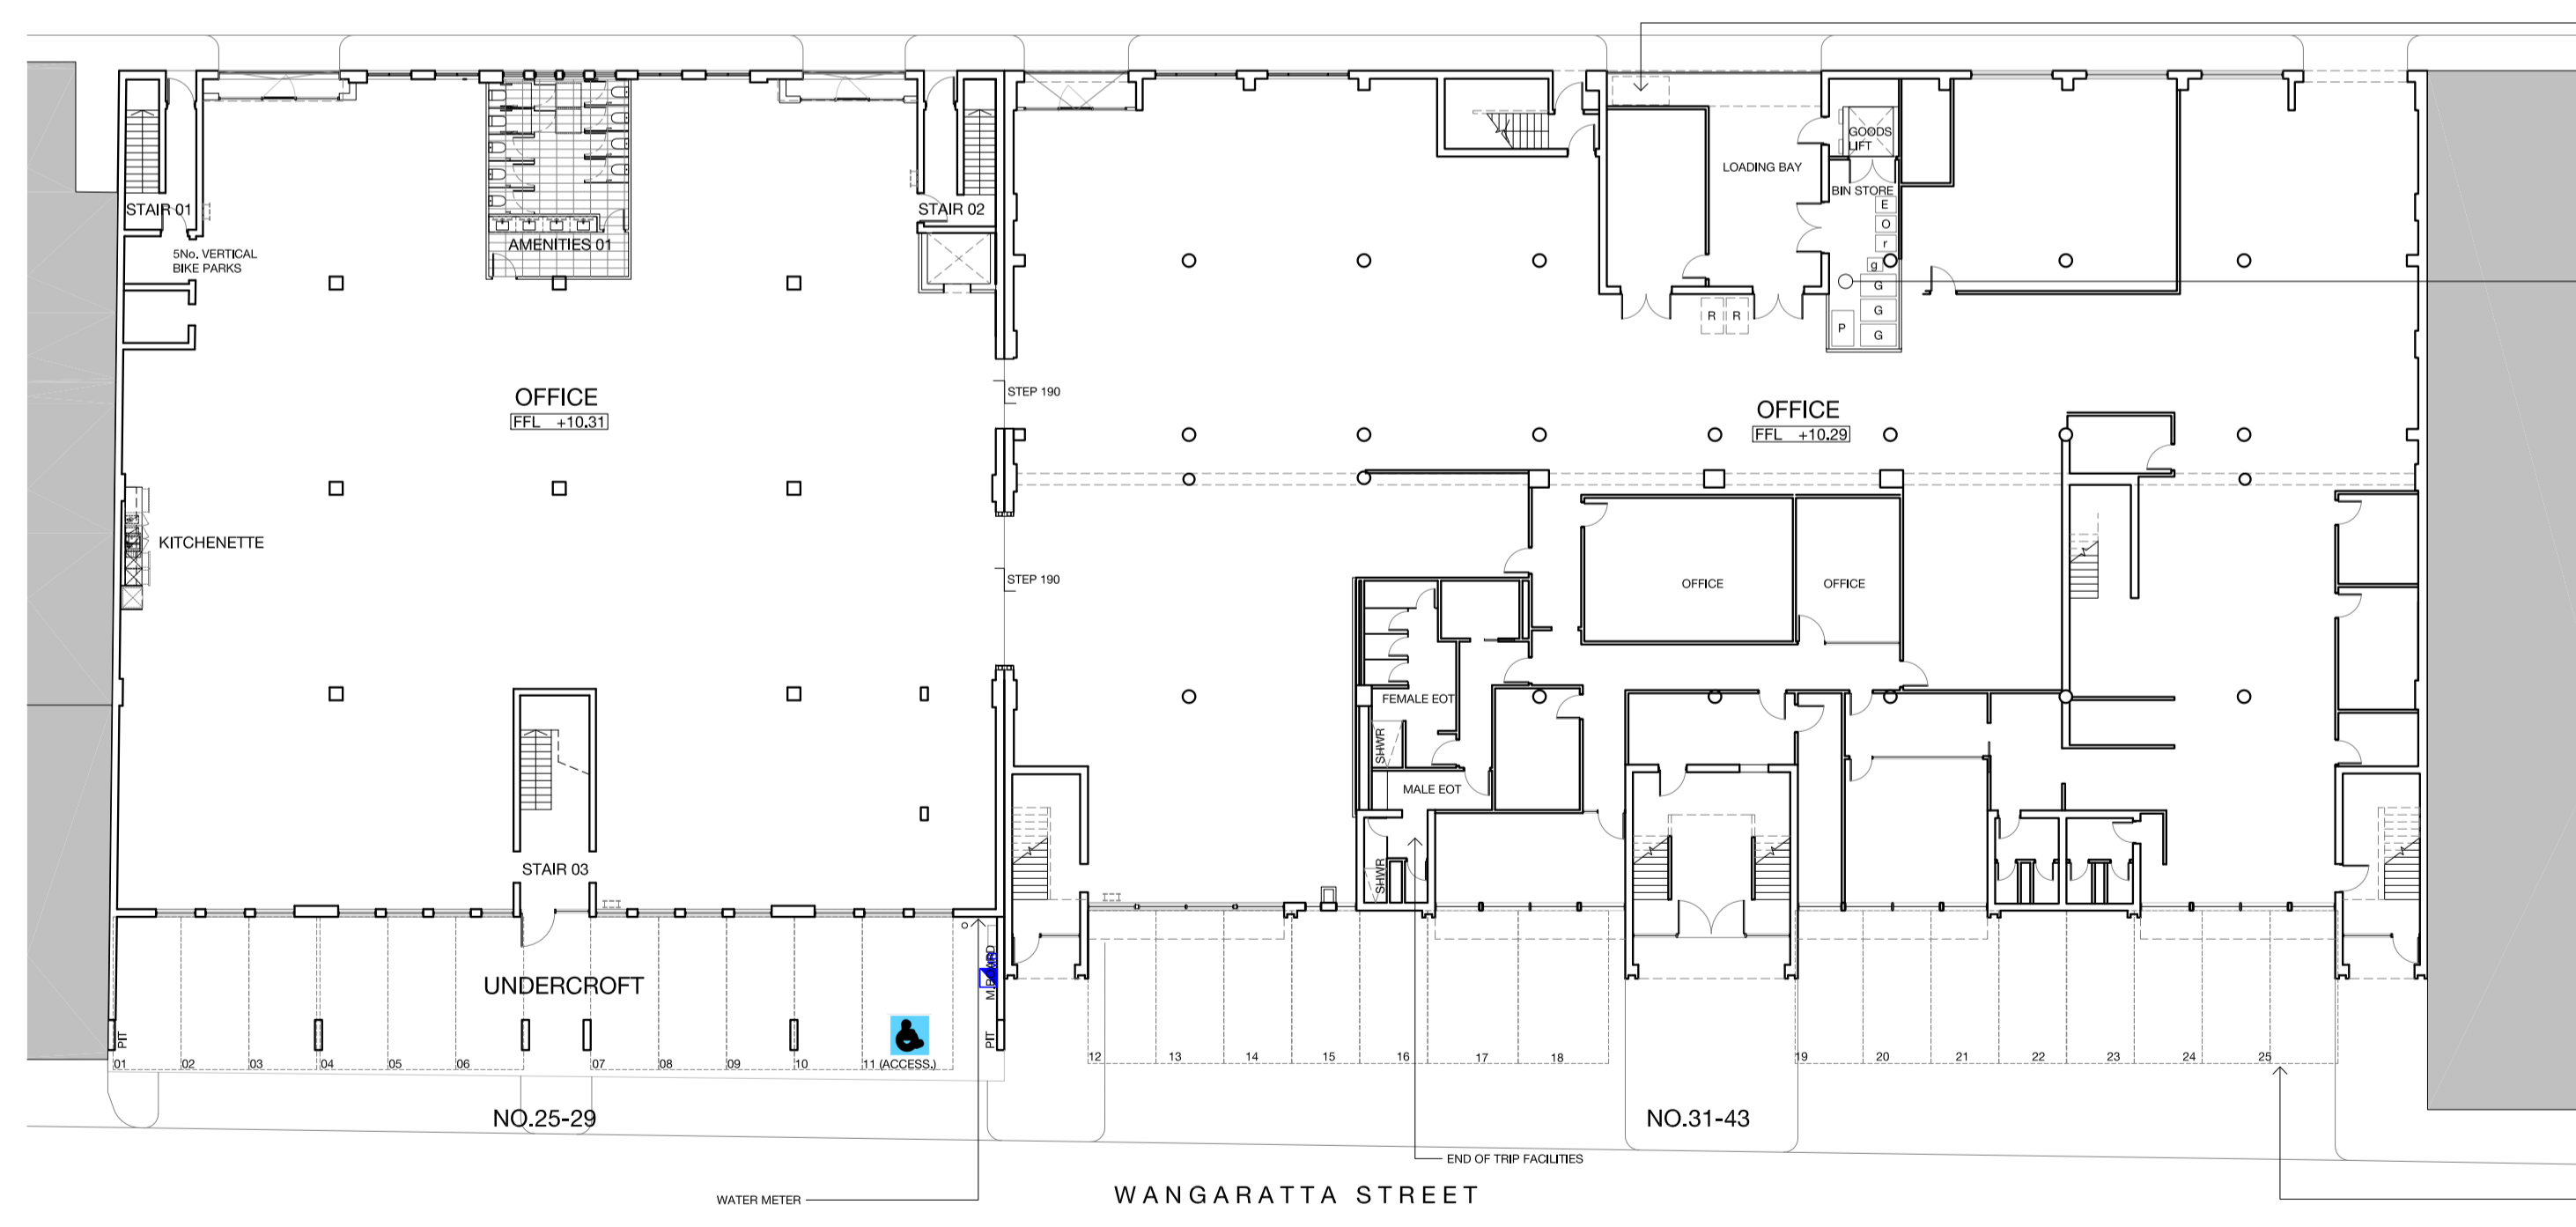 STAIR 01
5No. VERTICAL
BIKE PARKS
AMENITIES 01
STAIR 02
GOODS
LIFT
LOADING BAY
BIN STORE
E
O
r
g
G
G
G
P
R
R
OFFICE
FFL +10.31
STEP 190
OFFICE
FFL +10.29
KITCHENETTE
STEP 190
OFFICE
OFFICE
FEMALE EOT
SHWR
MALE EOT
SHWR
STAIR 03
UNDERCROFT
PIT
PIT
01
02
03
04
05
06
07
08
09
10
11 (ACCESS.)
12
13
14
15
16
17
18
19
20
21
22
23
24
25
NO.25-29
NO.31-43
END OF TRIP FACILITIES
WATER METER
WANGARATTA STREET